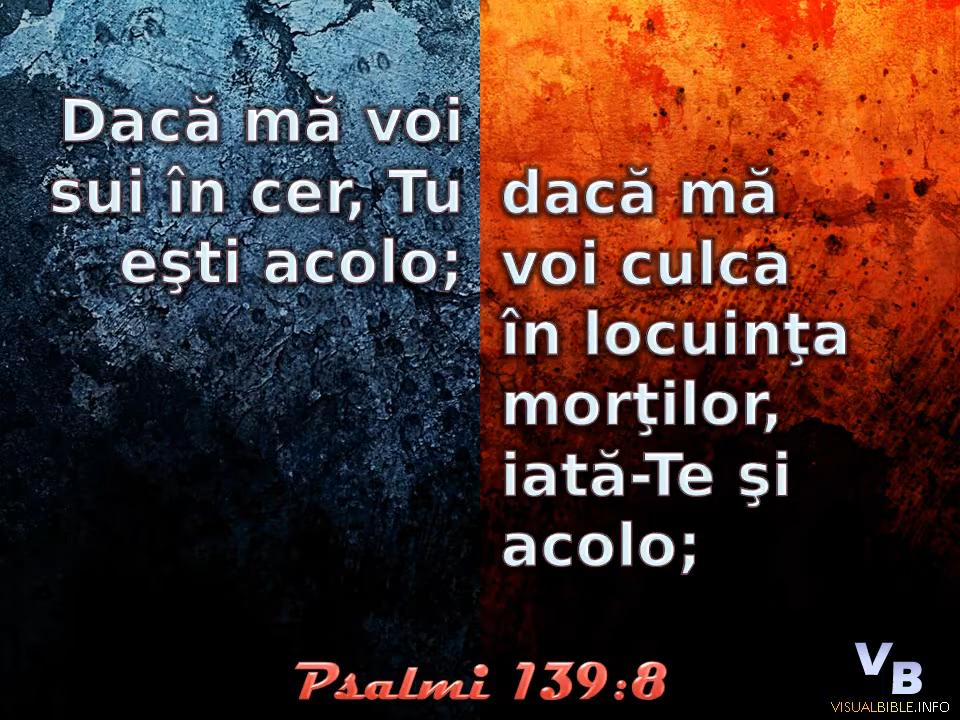 Dacă mă voi
sui în cer, Tu
eşti acolo;
dacă mă
voi culca
în locuinţa
morţilor,
iată-Te şi
acolo;
Psalmi 139:8
VB
VISUALBIBLE.INFO